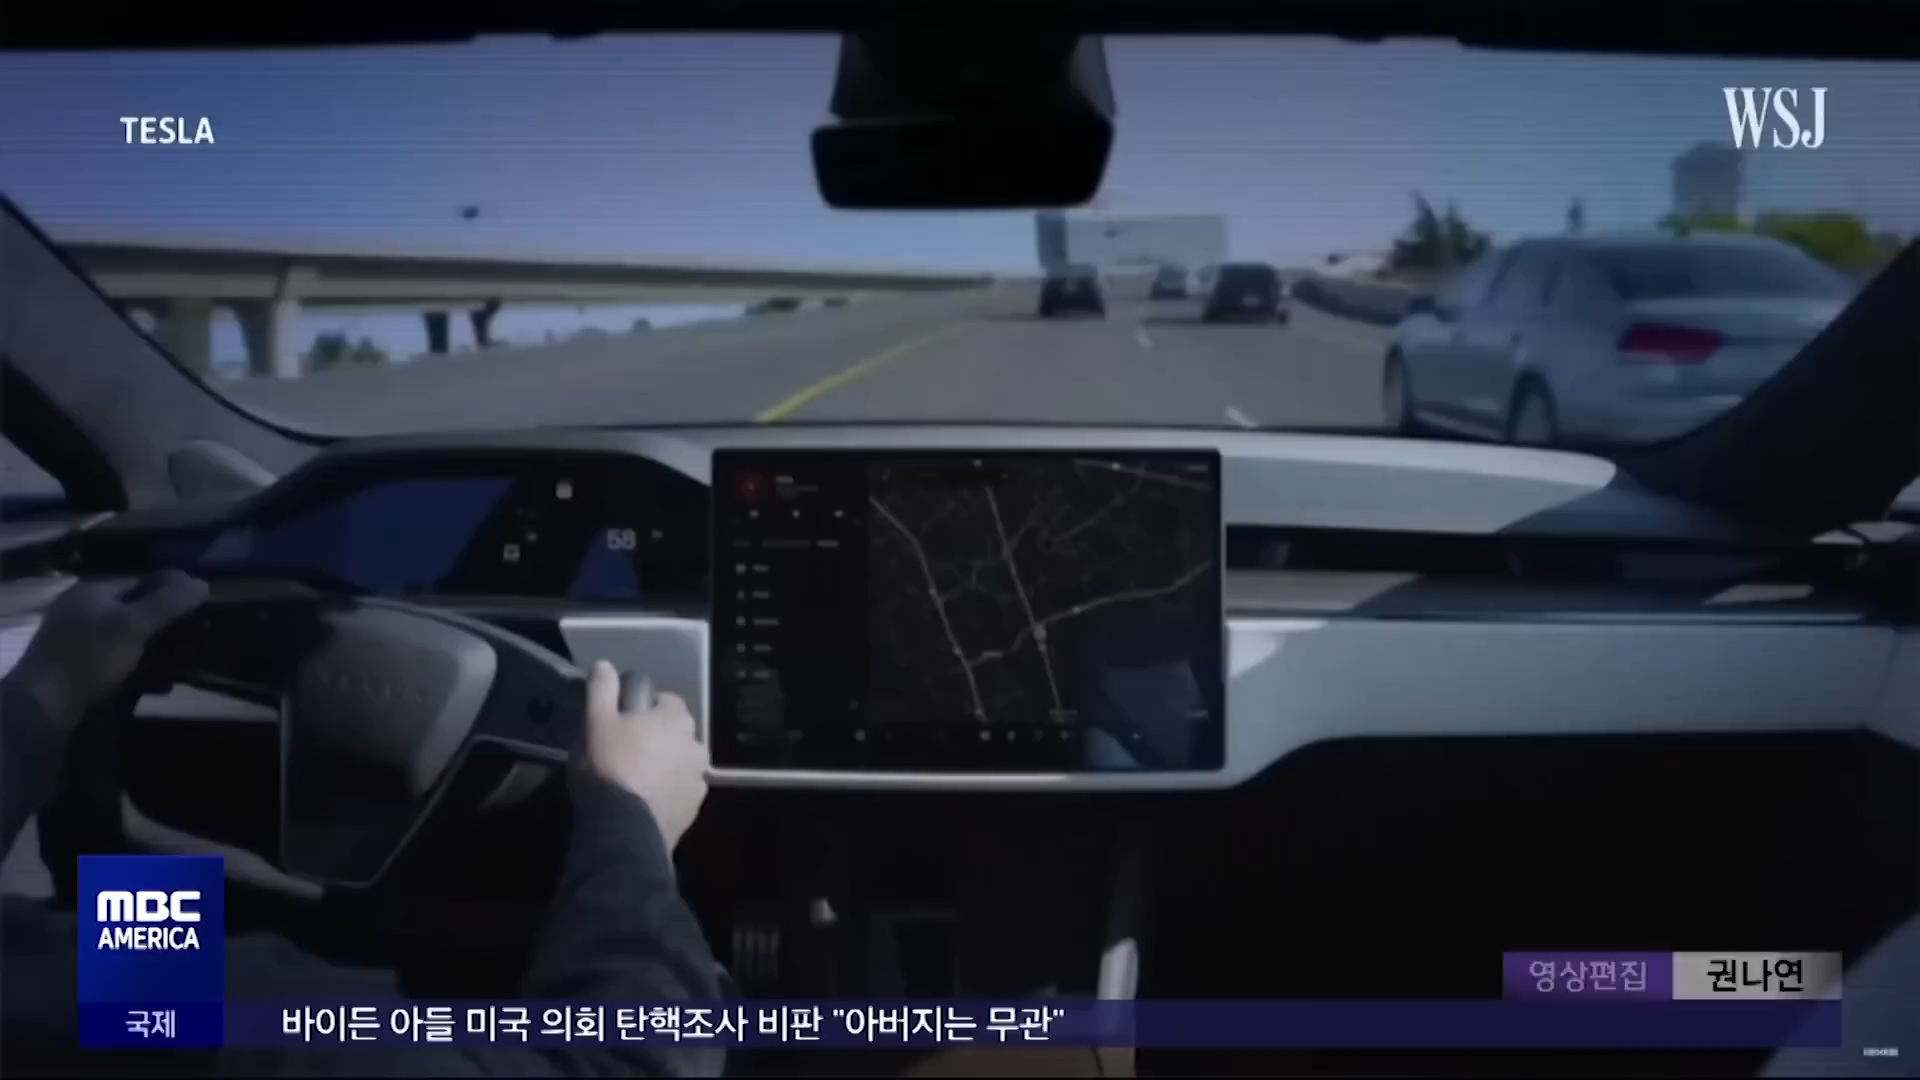 TESLA
WSJ
58
MBC
AMERICA
영상편집 권나연
국제 바이든 아들 미국 의회 탄핵조사 비판 "아버지는 무관"